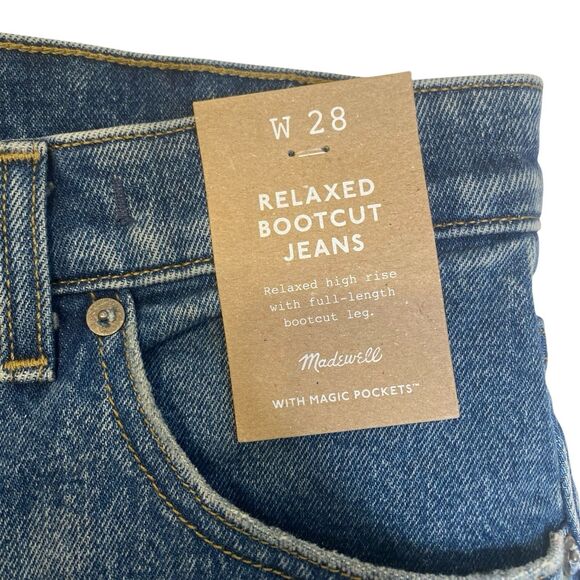 W 28
RELAXED
BOOTCUT
JEANS
Relaxed high rise
with full-length
bootcut leg.
Madewell
WITH MAGIC POCKETS™